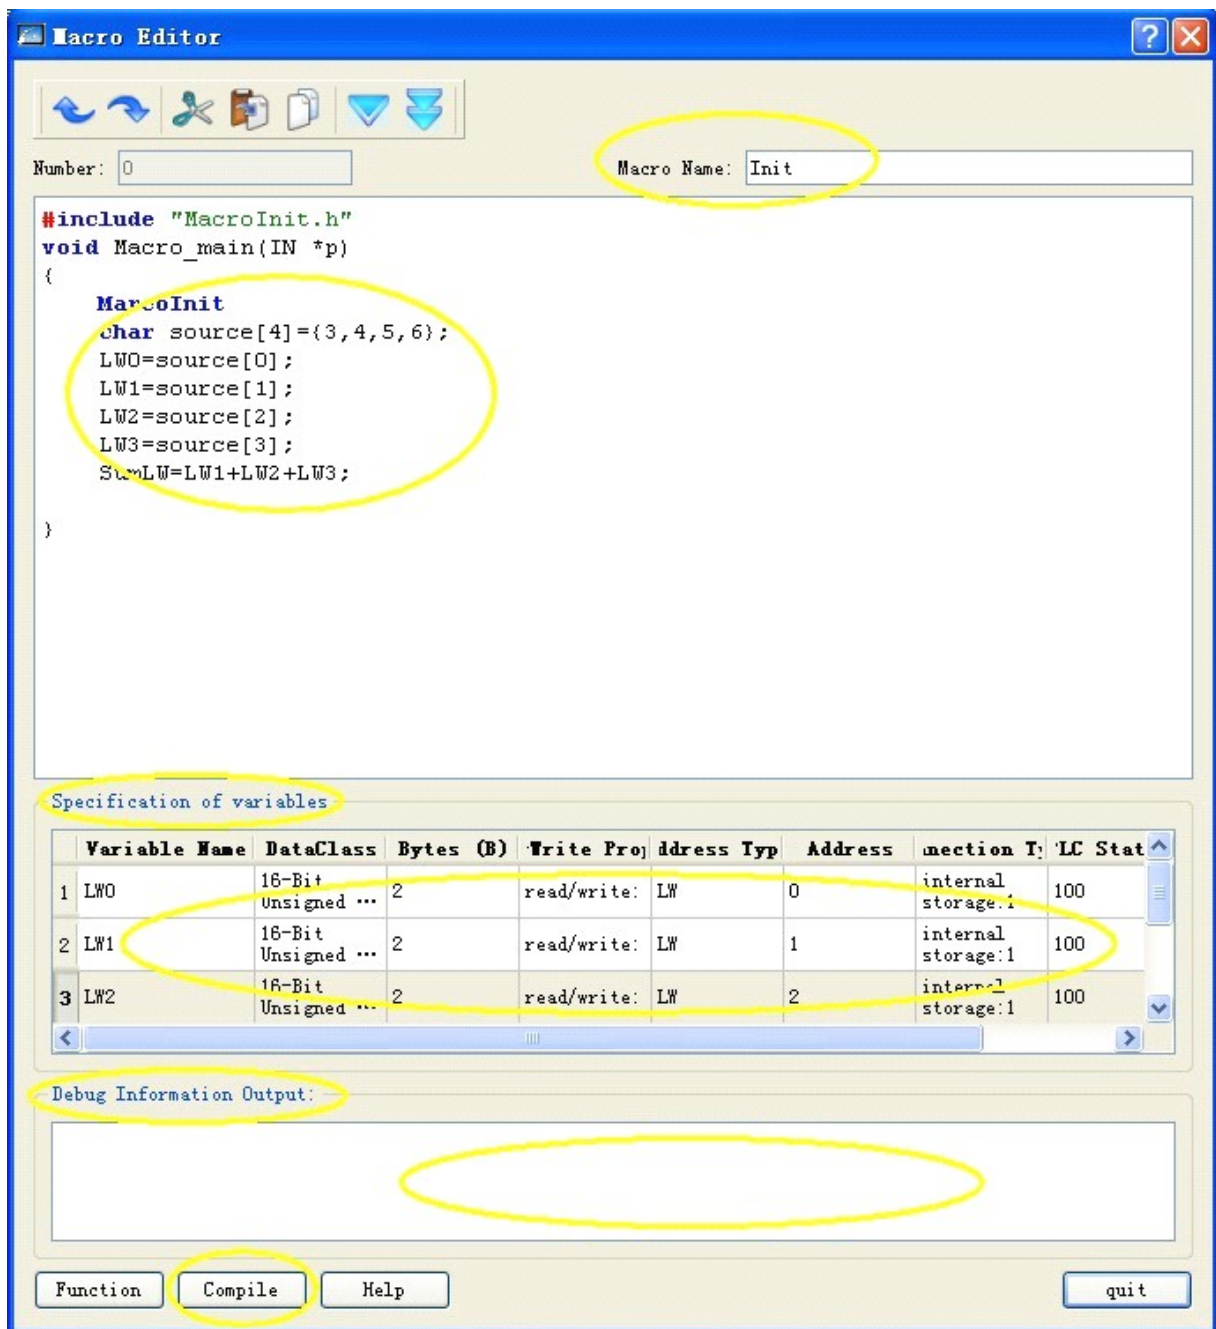 Macro Editor
Number: 0 Macro Name: Init
#include "MacroInit.h"
void Macro_main(IN *p)
{
MarcoInit
char source[4]={3,4,5,6};
LW0=source[0];
LW1=source[1];
LW2=source[2];
LW3=source[3];
SumLW=LW1+LW2+LW3;
}
Specification of variables
Variable Name DataClass Bytes (B) Write Proj ddress Typ Address nection T LC Stat
1 LW0 16-Bit Unsigned ... 2 read/write: LW 0 internal storage:1 100
2 LW1 16-Bit Unsigned ... 2 read/write: LW 1 internal storage:1 100
3 LW2 16-Bit Unsigned ... 2 read/write: LW 2 internal storage:1 100
Debug Information Output:
Function Compile Help quit